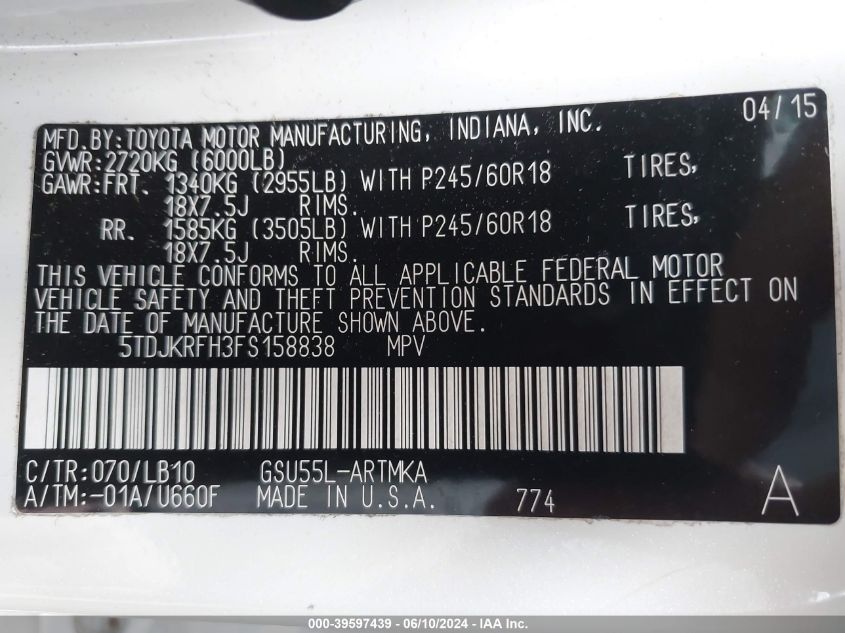 04/15
MFD.BY:TOYOTA MOTOR MANUFACTURING, INDIANA, INC.
GVWR:2720KG (6000LB)
GAWR:FRT. 1340KG (2955LB) WITH P245/60R18 TIRES,
18X7.5J RIMS.
RR. 1585KG (3505LB) WITH P245/60R18 TIRES,
18X7.5J RIMS.
THIS VEHICLE CONFORMS TO ALL APPLICABLE FEDERAL MOTOR
VEHICLE SAFETY AND THEFT PREVENTION STANDARDS IN EFFECT ON
THE DATE OF MANUFACTURE SHOWN ABOVE.
5TDJKRFH3FS158838 MPV
C/TR:070/LB10 GSU55L-ARTMKA
A/TM:-01A/U660F MADE IN U.S.A. 774 A
000-39597439 - 06/10/2024 - IAA Inc.